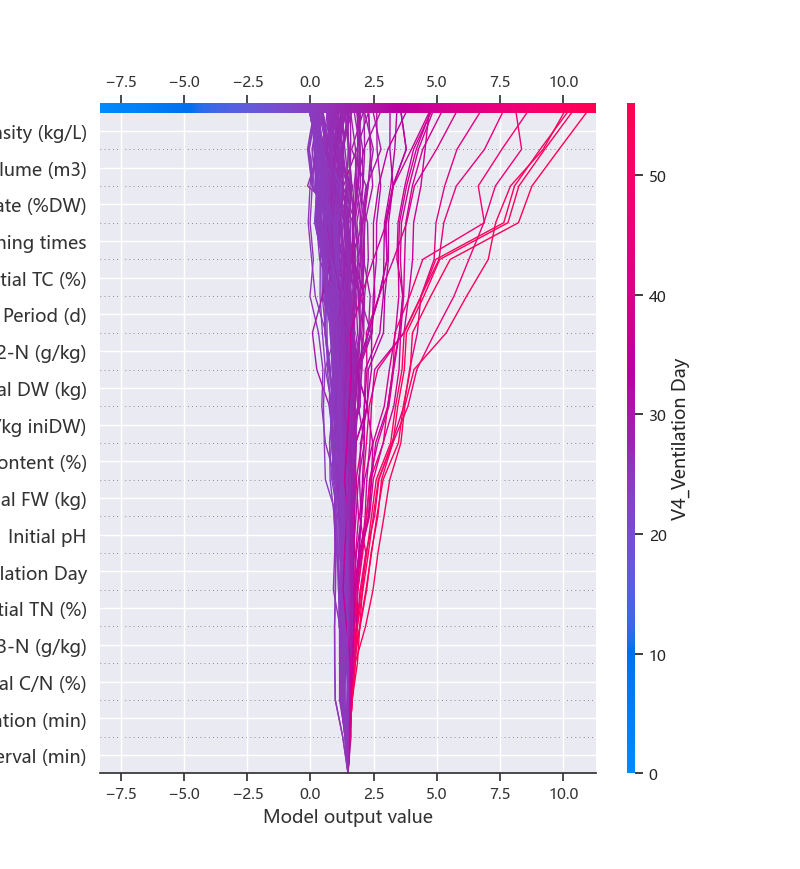 −7.5 −5.0 −2.5 0.0 2.5 5.0 7.5 10.0
nsity (kg/L)
lume (m3)
ate (%DW)
ning times
tial TC (%)
Period (d)
2-N (g/kg)
al DW (kg)
/kg iniDW)
ontent (%)
al FW (kg)
Initial pH
lation Day
tial TN (%)
3-N (g/kg)
al C/N (%)
ation (min)
erval (min)
−7.5 −5.0 −2.5 0.0 2.5 5.0 7.5 10.0
Model output value
50
40
30
20
10
0
V4_Ventilation Day